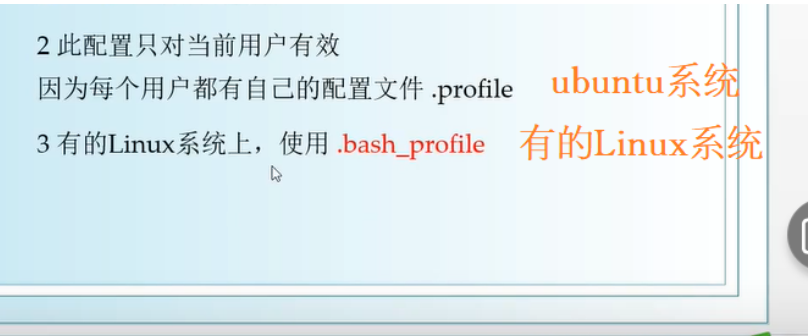 2 此配置只对当前用户有效
因为每个用户都有自己的配置文件 .profile ubuntu系统
3 有的Linux系统上，使用 .bash_profile 有的Linux系统